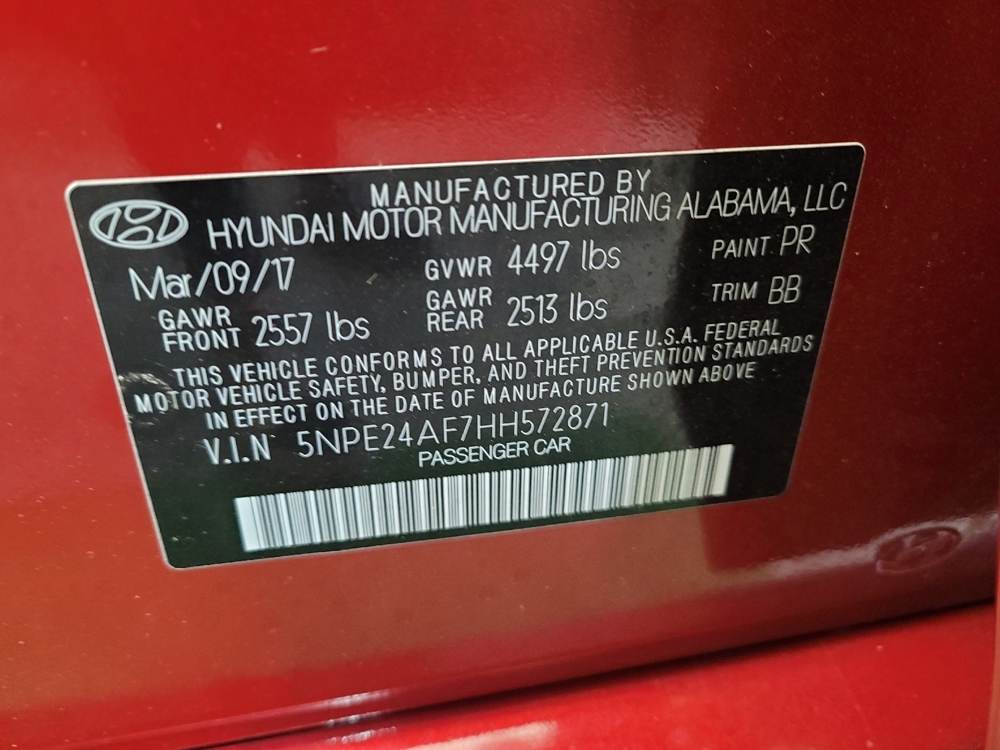 MANUFACTURED BY
HYUNDAI MOTOR MANUFACTURING ALABAMA, LLC
Mar/09/17 GVWR 4497 lbs PAINT PR
GAWR FRONT 2557 lbs GAWR REAR 2513 lbs TRIM BB
THIS VEHICLE CONFORMS TO ALL APPLICABLE U.S.A. FEDERAL
MOTOR VEHICLE SAFETY, BUMPER, AND THEFT PREVENTION STANDARDS
IN EFFECT ON THE DATE OF MANUFACTURE SHOWN ABOVE
V.I.N 5NPE24AF7HH572871
PASSENGER CAR